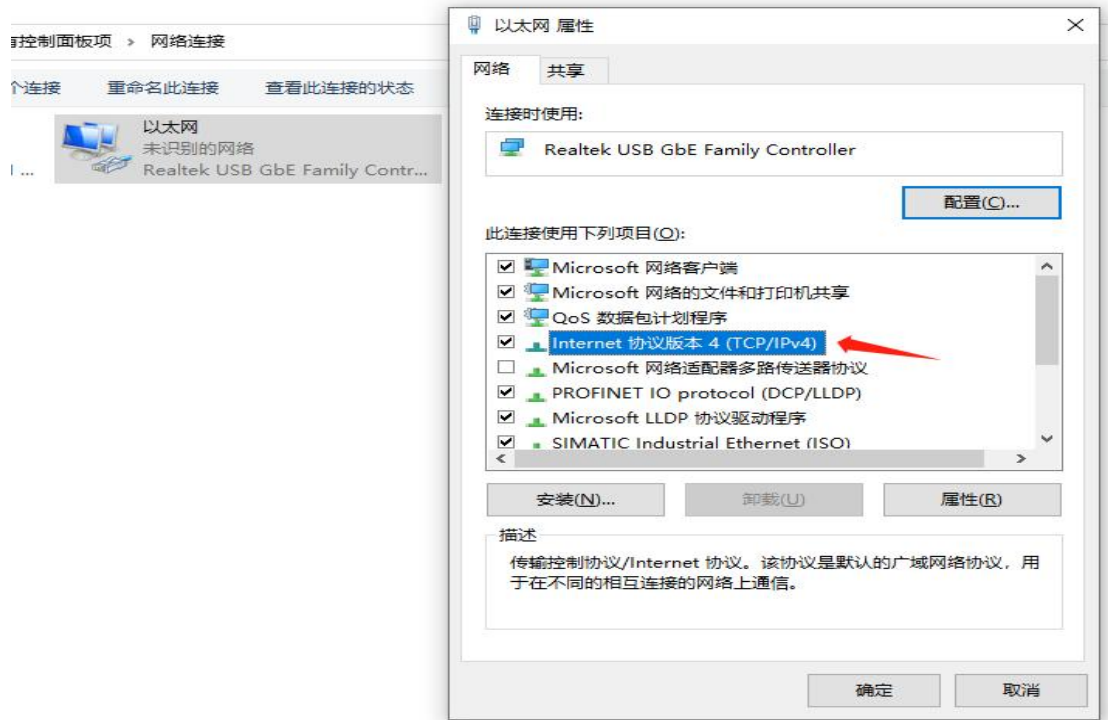 有控制面板项 › 网络连接
个连接 重命名此连接 查看此连接的状态
以太网
未识别的网络
Realtek USB GbE Family Contr...
...
以太网 属性
网络 共享
连接时使用:
Realtek USB GbE Family Controller
配置(C)...
此连接使用下列项目(O):
Microsoft 网络客户端
Microsoft 网络的文件和打印机共享
QoS 数据包计划程序
Internet 协议版本 4 (TCP/IPv4)
Microsoft 网络适配器多路传送器协议
PROFINET IO protocol (DCP/LLDP)
Microsoft LLDP 协议驱动程序
SIMATIC Industrial Ethernet (ISO)
安装(N)... 卸载(U) 属性(R)
描述
传输控制协议/Internet 协议。该协议是默认的广域网络协议，用
于在不同的相互连接的网络上通信。
确定 取消